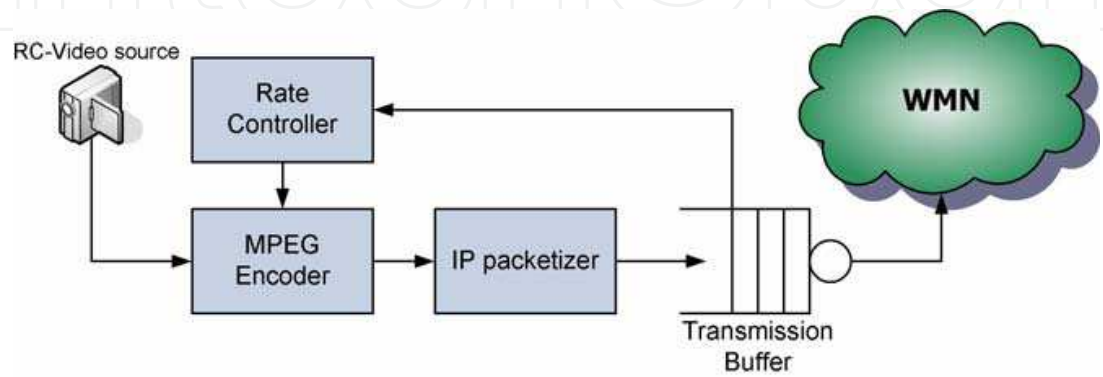 RC-Video source
Rate
Controller
WMN
MPEG
Encoder
IP packetizer
Transmission
Buffer